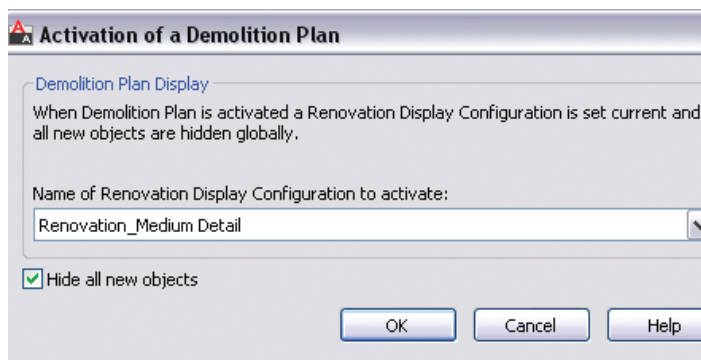 Activation of a Demolition Plan
Demolition Plan Display
When Demolition Plan is activated a Renovation Display Configuration is set current and
all new objects are hidden globally.
Name of Renovation Display Configuration to activate:
Renovation_Medium Detail
Hide all new objects
OK Cancel Help